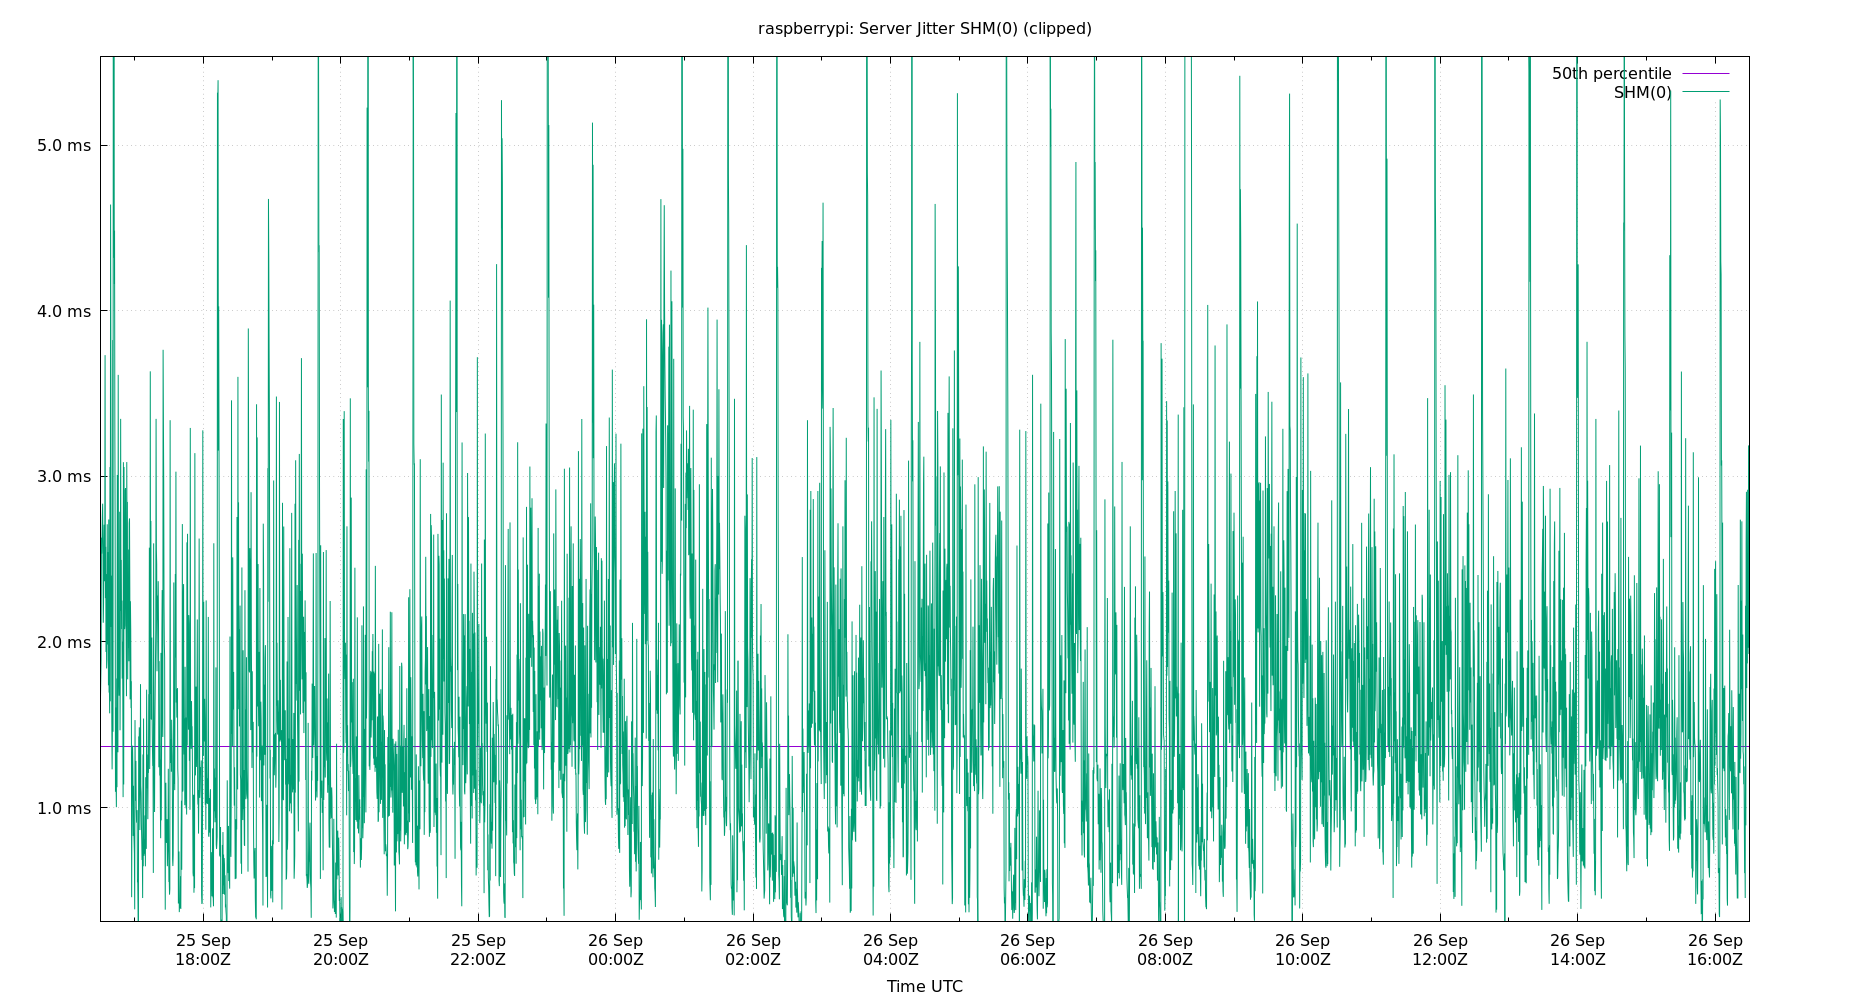 raspberrypi: Server Jitter SHM(0) (clipped)
50th percentile
SHM(0)
5.0 ms
4.0 ms
3.0 ms
2.0 ms
1.0 ms
25 Sep 25 Sep 25 Sep 26 Sep 26 Sep 26 Sep 26 Sep 26 Sep 26 Sep 26 Sep 26 Sep 26 Sep
18:00Z 20:00Z 22:00Z 00:00Z 02:00Z 04:00Z 06:00Z 08:00Z 10:00Z 12:00Z 14:00Z 16:00Z
Time UTC